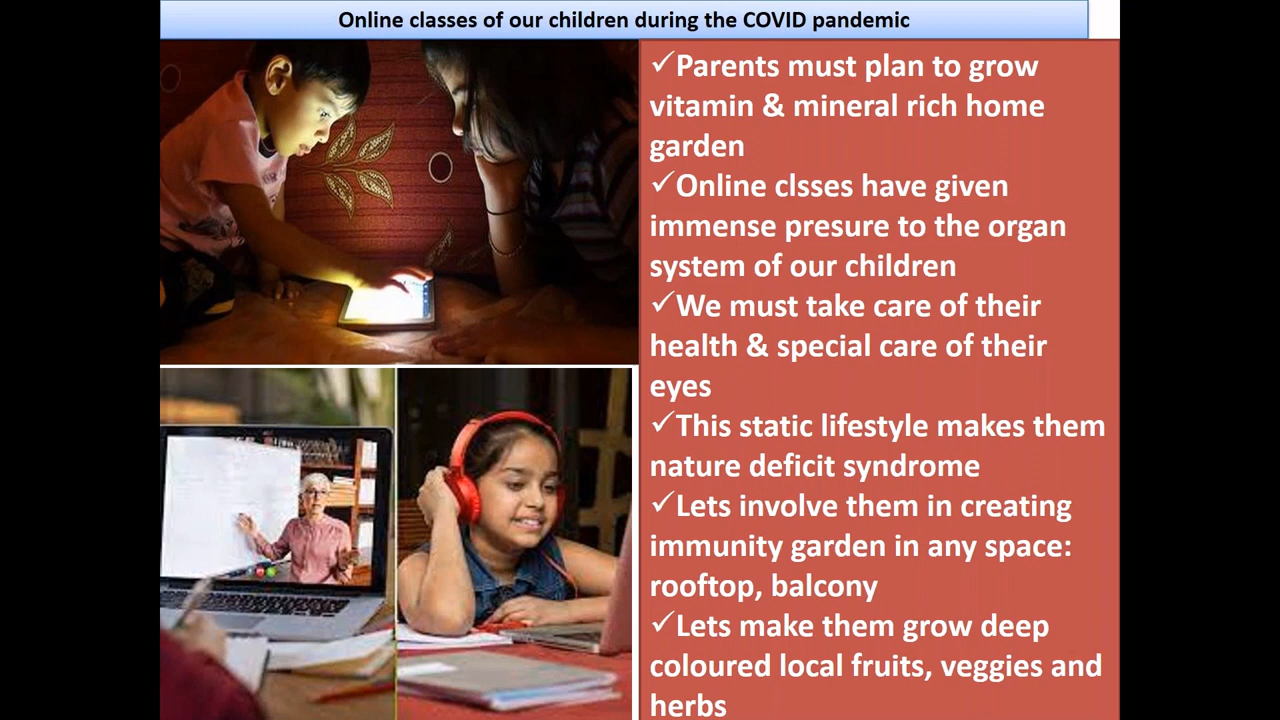 Online classes of our children during the COVID pandemic
✓Parents must plan to grow
vitamin & mineral rich home
garden
✓Online clsses have given
immense presure to the organ
system of our children
✓We must take care of their
health & special care of their
eyes
✓This static lifestyle makes them
nature deficit syndrome
✓Lets involve them in creating
immunity garden in any space:
rooftop, balcony
✓Lets make them grow deep
coloured local fruits, veggies and
herbs